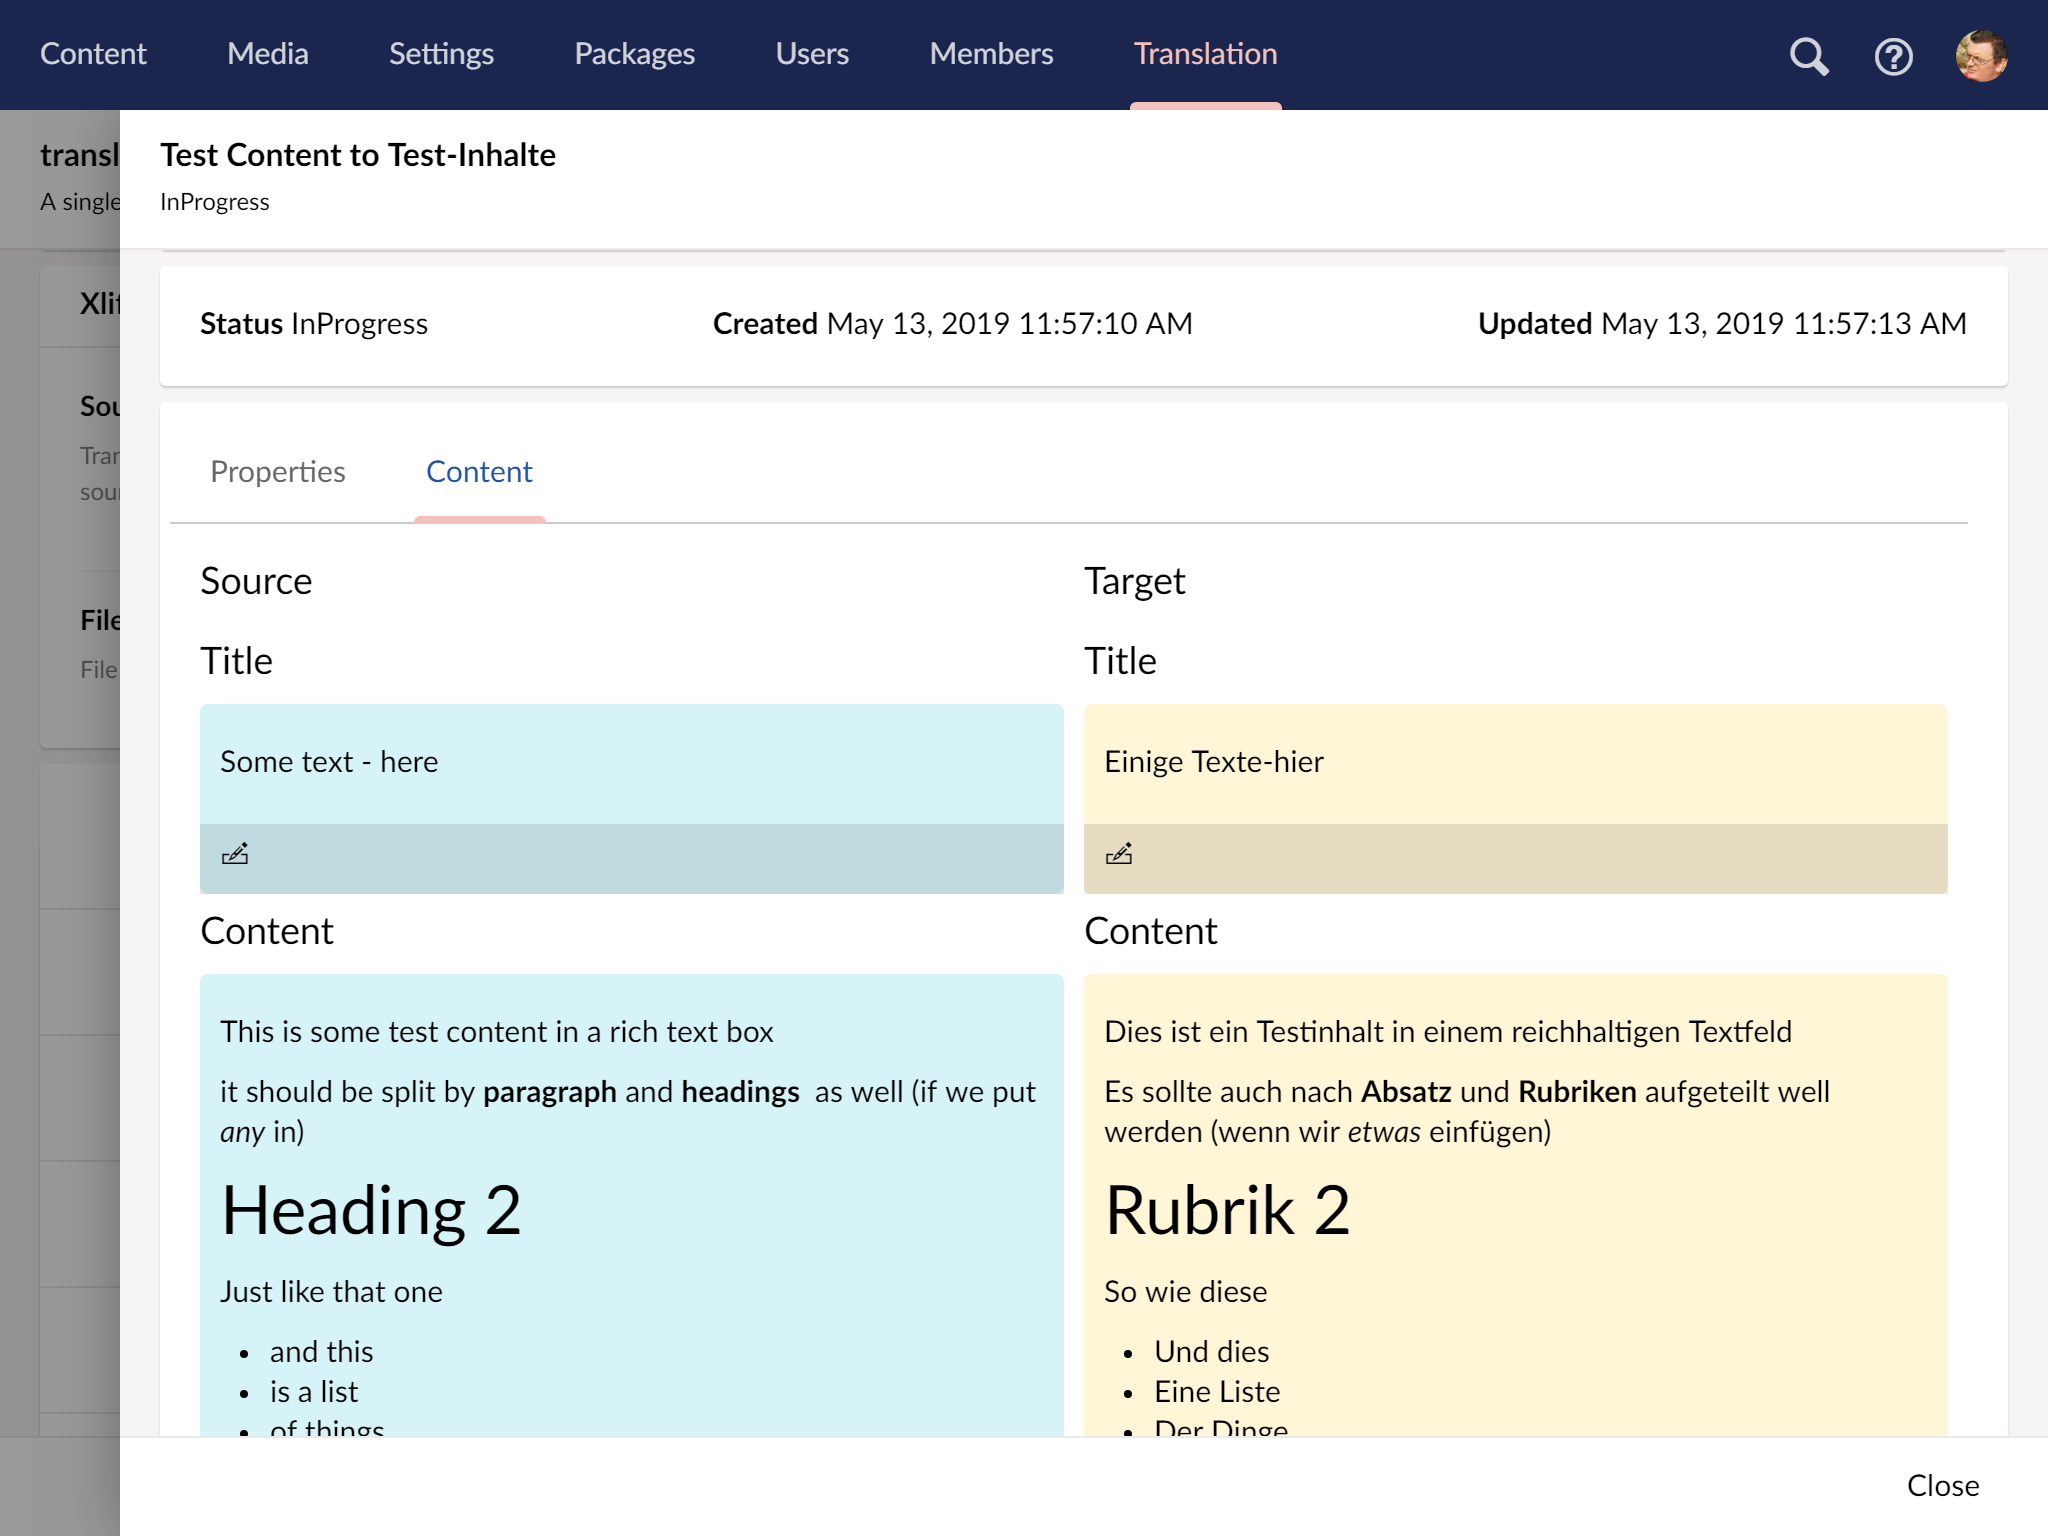 Content Media Settings Packages Users Members Translation
transl
A single
Test Content to Test-Inhalte
InProgress
Xlif
Sou
Tran
sour
File
File
Status InProgress Created May 13, 2019 11:57:10 AM Updated May 13, 2019 11:57:13 AM
Properties Content
Source Target
Title Title
Some text - here Einige Texte-hier
Content Content
This is some test content in a rich text box
it should be split by paragraph and headings as well (if we put
any in)
Heading 2
Just like that one
• and this
• is a list
• of things
Dies ist ein Testinhalt in einem reichhaltigen Textfeld
Es sollte auch nach Absatz und Rubriken aufgeteilt well
werden (wenn wir etwas einfügen)
Rubrik 2
So wie diese
• Und dies
• Eine Liste
• Der Dinge
Close